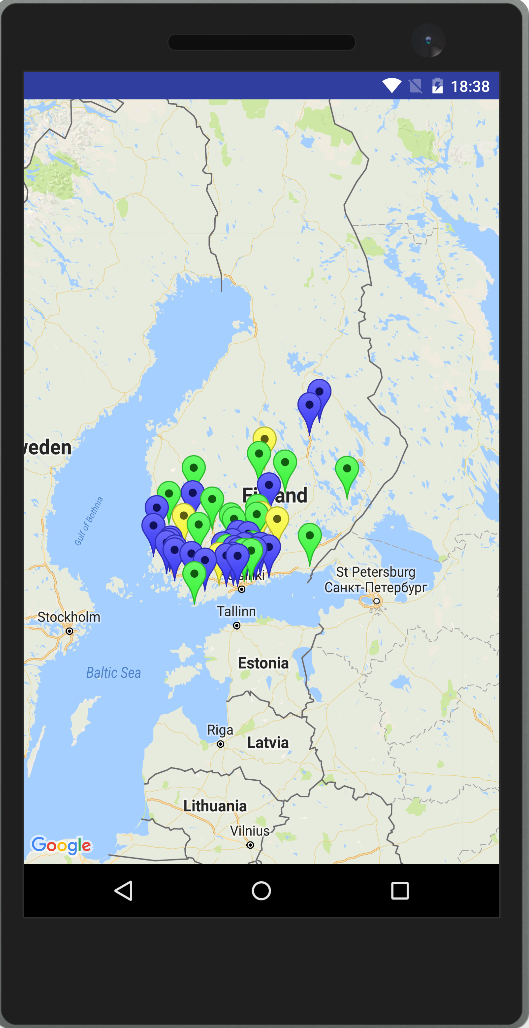 18:38
weden
Gulf of Bothnia
Stockholm
Tallinn
St Petersburg
Санкт-Петербург
Baltic Sea
Estonia
Riga
Latvia
Lithuania
Vilnius
Google